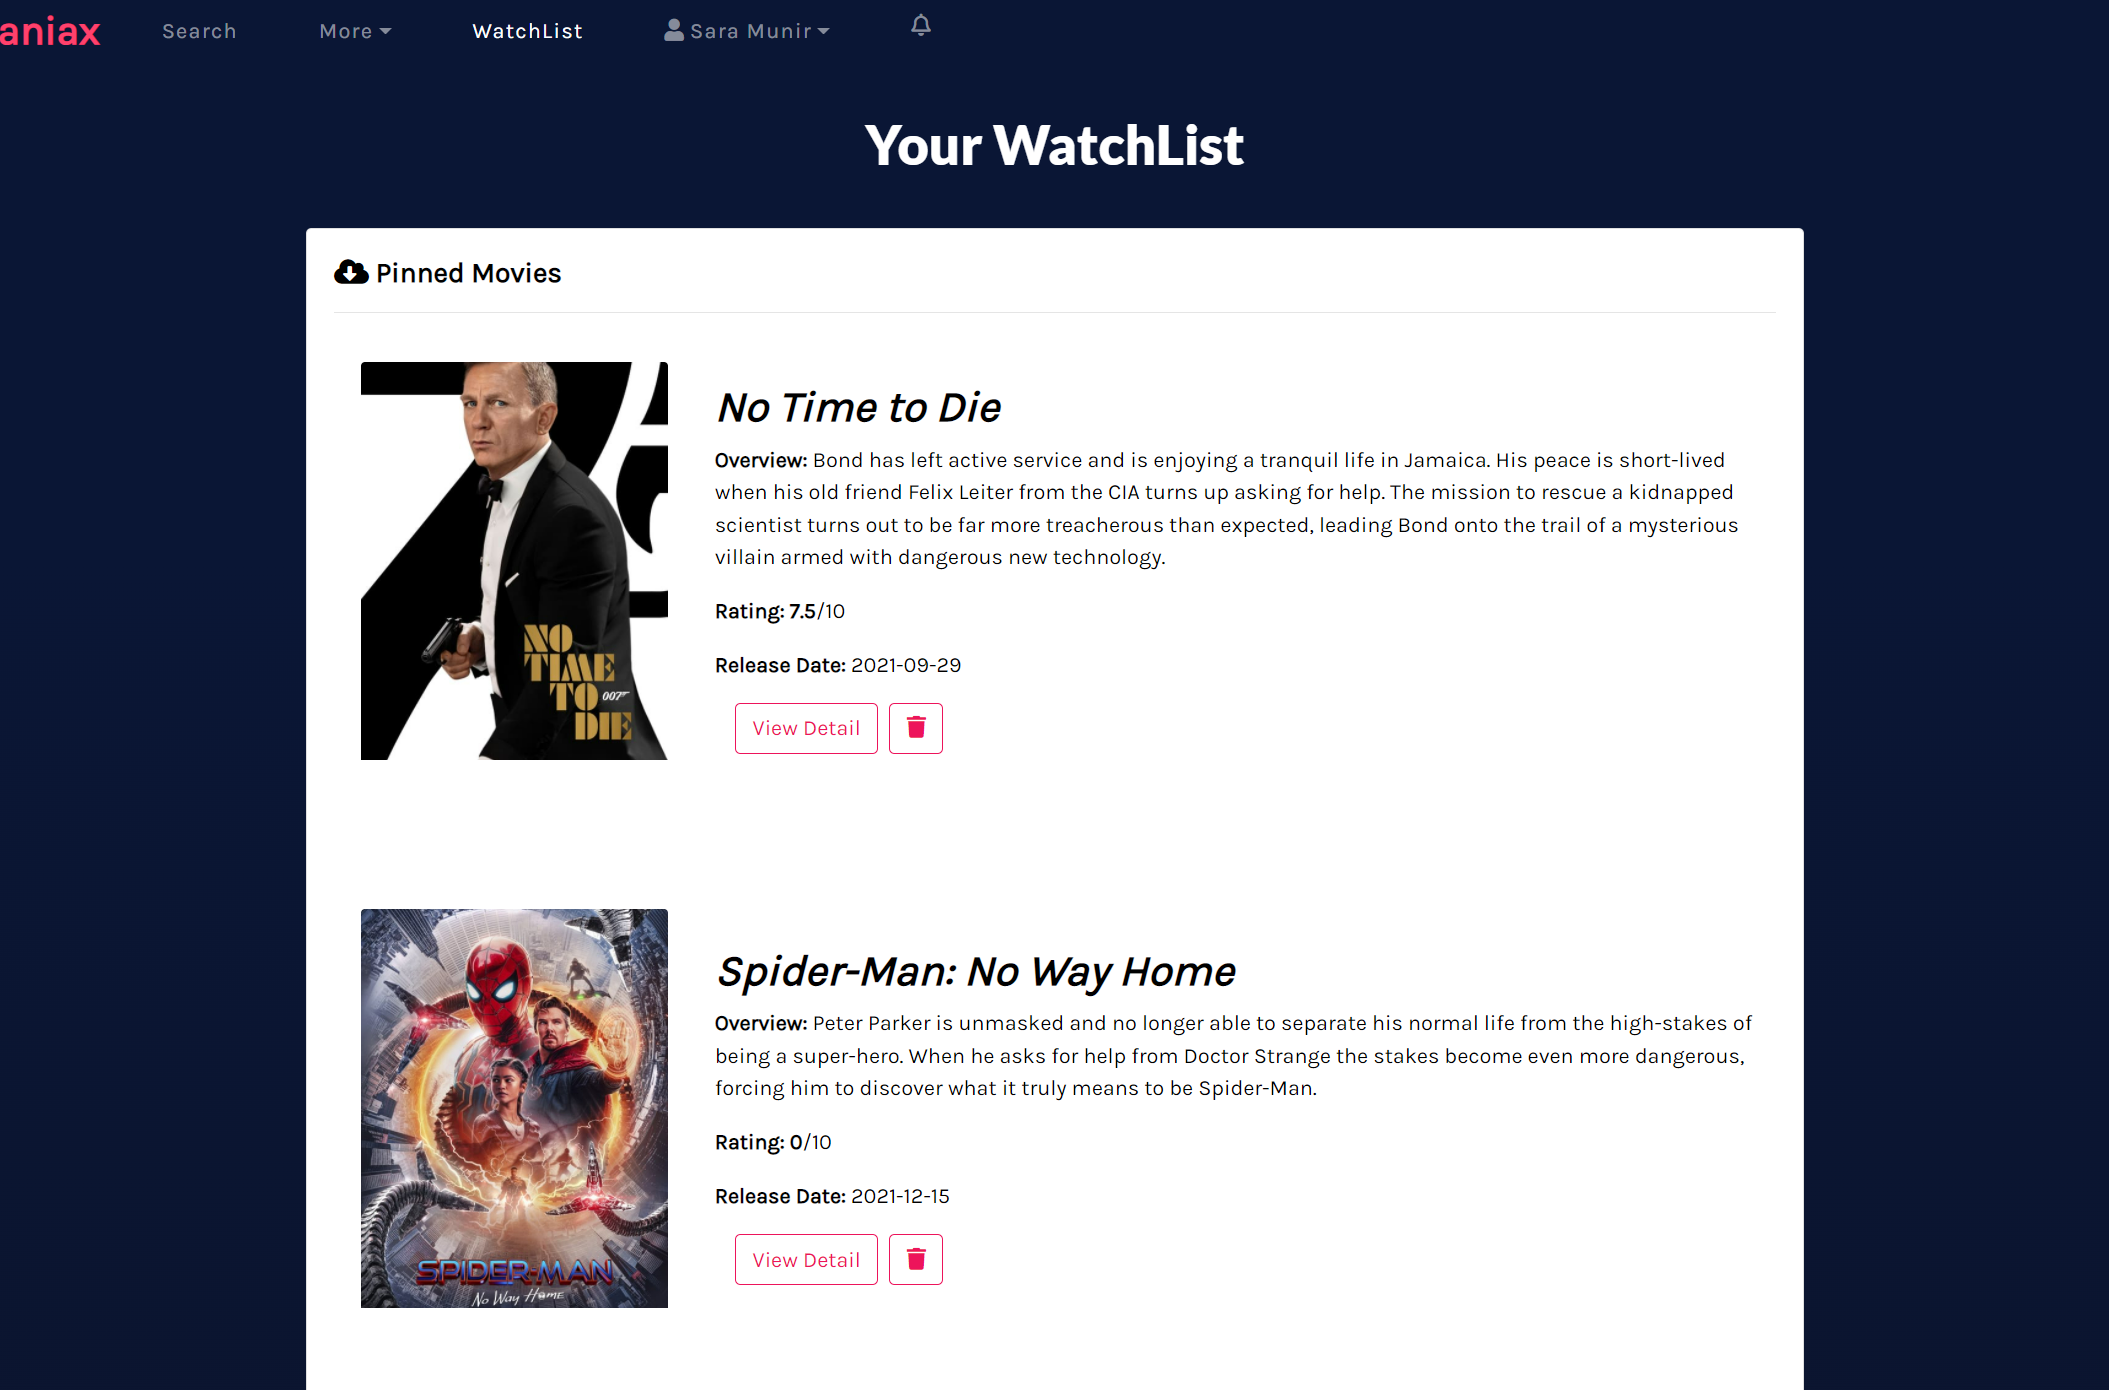 aniax
Search
More
WatchList
Sara Munir
Your WatchList
Pinned Movies
No Time to Die
Overview: Bond has left active service and is enjoying a tranquil life in Jamaica. His peace is short-lived
when his old friend Felix Leiter from the CIA turns up asking for help. The mission to rescue a kidnapped
scientist turns out to be far more treacherous than expected, leading Bond onto the trail of a mysterious
villain armed with dangerous new technology.
Rating: 7.5/10
Release Date: 2021-09-29
View Detail
NO
TIME
TO 007
DIE
Spider-Man: No Way Home
Overview: Peter Parker is unmasked and no longer able to separate his normal life from the high-stakes of
being a super-hero. When he asks for help from Doctor Strange the stakes become even more dangerous,
forcing him to discover what it truly means to be Spider-Man.
Rating: 0/10
Release Date: 2021-12-15
View Detail
SPIDER-MAN
No Way Home